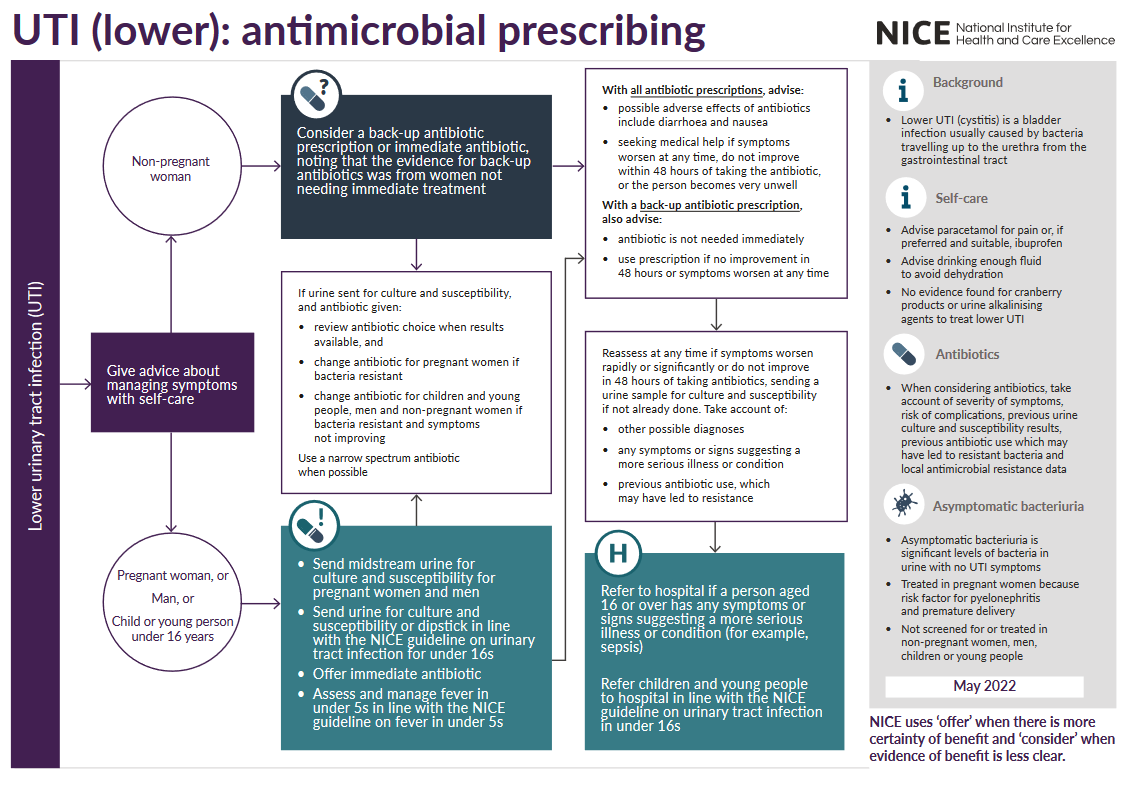 UTI (lower): antimicrobial prescribing
NICE National Institute for
Health and Care Excellence
Lower urinary tract infection (UTI)
Give advice about
managing symptoms
with self-care
Non-pregnant
woman
Pregnant woman, or
Man, or
Child or young person
under 16 years
?
Consider a back-up antibiotic
prescription or immediate antibiotic,
noting that the evidence for back-up
antibiotics was from women not
needing immediate treatment
If urine sent for culture and susceptibility,
and antibiotic given:
• review antibiotic choice when results
available, and
• change antibiotic for pregnant women if
bacteria resistant
• change antibiotic for children and young
people, men and non-pregnant women if
bacteria resistant and symptoms
not improving
Use a narrow spectrum antibiotic
when possible
!
• Send midstream urine for
culture and susceptibility for
pregnant women and men
• Send urine for culture and
susceptibility or dipstick in line
with the NICE guideline on urinary
tract infection for under 16s
• Offer immediate antibiotic
• Assess and manage fever in
under 5s in line with the NICE
guideline on fever in under 5s
With all antibiotic prescriptions, advise:
• possible adverse effects of antibiotics
include diarrhoea and nausea
• seeking medical help if symptoms
worsen at any time, do not improve
within 48 hours of taking the antibiotic,
or the person becomes very unwell
With a back-up antibiotic prescription,
also advise:
• antibiotic is not needed immediately
• use prescription if no improvement in
48 hours or symptoms worsen at any time
Reassess at any time if symptoms worsen
rapidly or significantly or do not improve
in 48 hours of taking antibiotics, sending a
urine sample for culture and susceptibility
if not already done. Take account of:
• other possible diagnoses
• any symptoms or signs suggesting a
more serious illness or condition
• previous antibiotic use, which
may have led to resistance
H
Refer to hospital if a person aged
16 or over has any symptoms or
signs suggesting a more serious
illness or condition (for example,
sepsis)
Refer children and young people
to hospital in line with the NICE
guideline on urinary tract infection
in under 16s
i
Background
• Lower UTI (cystitis) is a bladder
infection usually caused by bacteria
travelling up to the urethra from the
gastrointestinal tract
i
Self-care
• Advise paracetamol for pain or, if
preferred and suitable, ibuprofen
• Advise drinking enough fluid
to avoid dehydration
• No evidence found for cranberry
products or urine alkalinising
agents to treat lower UTI
Antibiotics
• When considering antibiotics, take
account of severity of symptoms,
risk of complications, previous urine
culture and susceptibility results,
previous antibiotic use which may
have led to resistant bacteria and
local antimicrobial resistance data
Asymptomatic bacteriuria
• Asymptomatic bacteriuria is
significant levels of bacteria in
urine with no UTI symptoms
• Treated in pregnant women because
risk factor for pyelonephritis
and premature delivery
• Not screened for or treated in
non-pregnant women, men,
children or young people
May 2022
NICE uses ‘offer’ when there is more
certainty of benefit and ‘consider’ when
evidence of benefit is less clear.